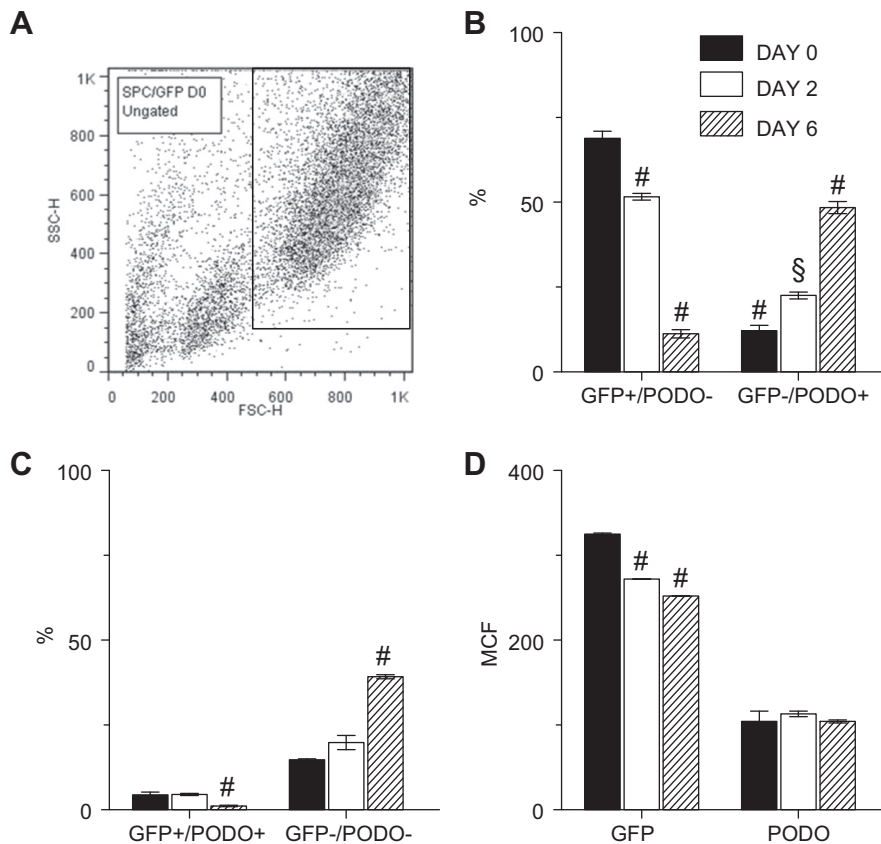 A
1K
800
600
400
200
0
SSC-H
SPC/GFP D0
Ungated
0 200 400 600 800 1K
FSC-H
B
100
50
0
%
DAY 0
DAY 2
DAY 6
#
#
#
§
#
GFP+/PODO- GFP-/PODO+
C
100
50
0
%
#
#
GFP+/PODO+ GFP-/PODO-
D
400
200
0
MCF
# #
GFP PODO